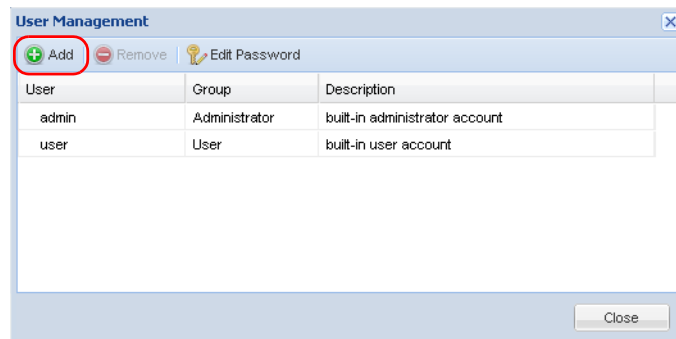 User Management
Add Remove Edit Password
User Group Description
admin Administrator built-in administrator account
user User built-in user account
Close